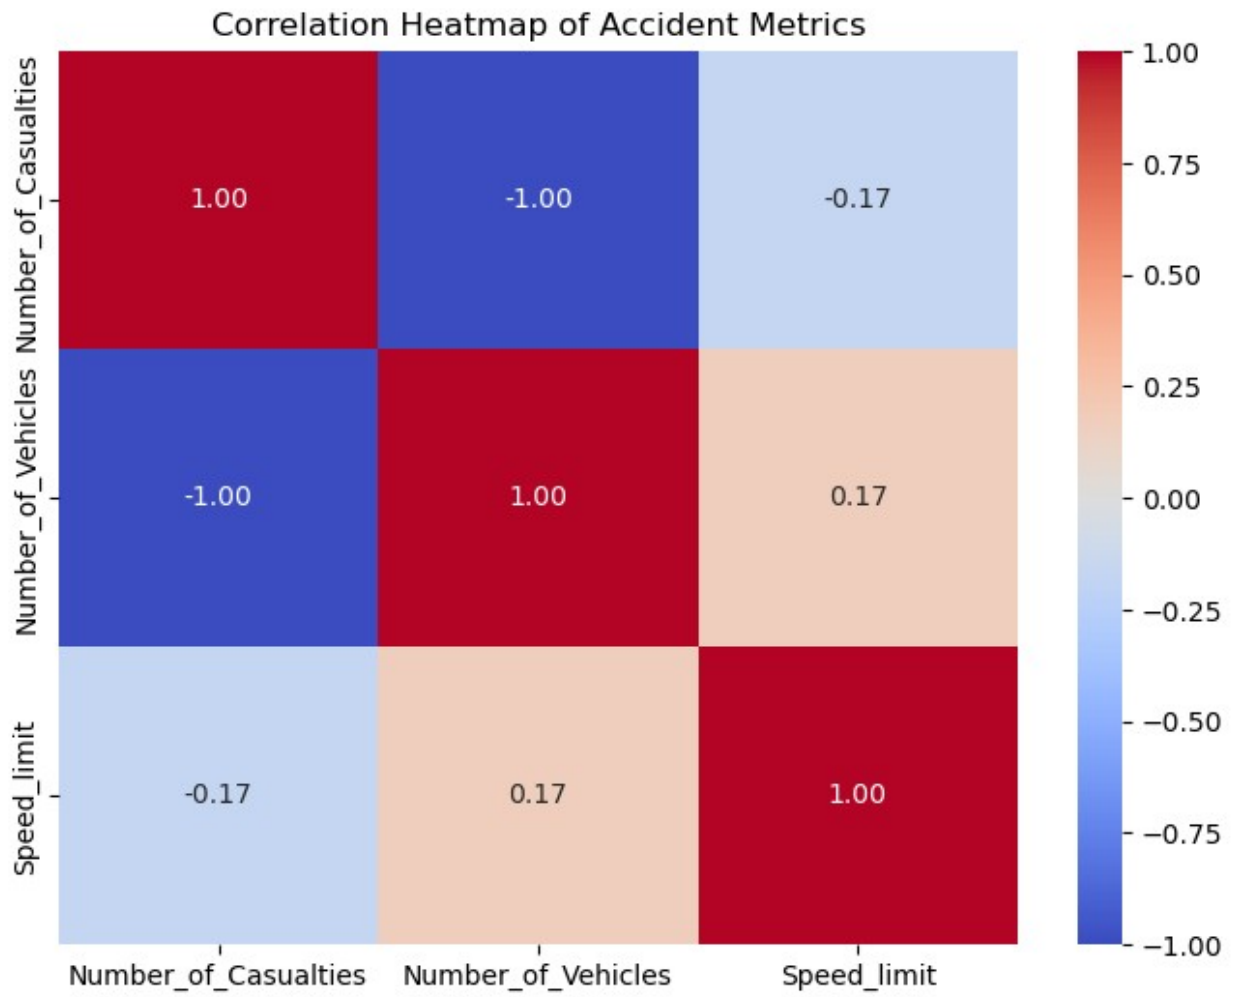 Correlation Heatmap of Accident Metrics
Number_of_Casualties
1.00
-1.00
-0.17
Number_of_Vehicles
-1.00
1.00
0.17
Speed_limit
-0.17
0.17
1.00
Number_of_Casualties
Number_of_Vehicles
Speed_limit
1.00
0.75
0.50
0.25
0.00
−0.25
−0.50
−0.75
−1.00